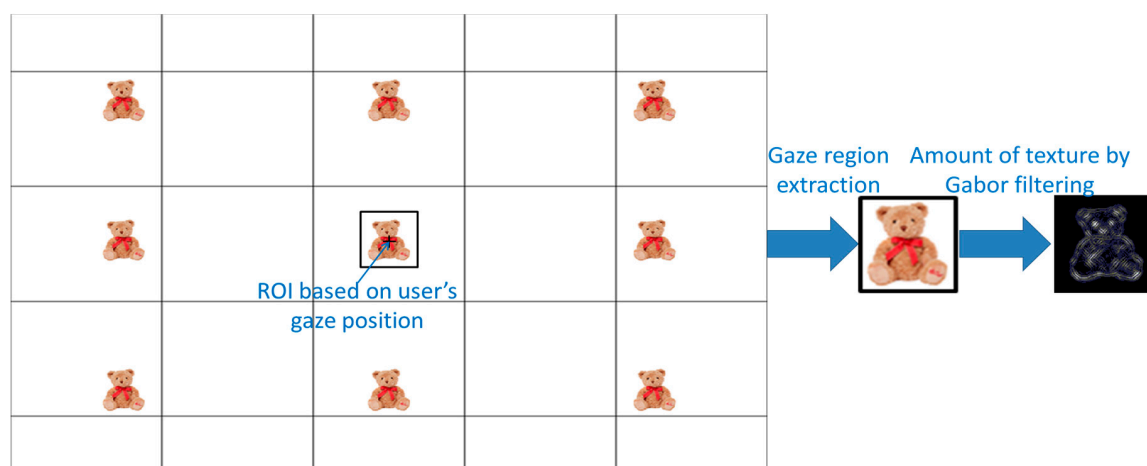 ROI based on user's
gaze position
Gaze region
extraction
Amount of texture by
Gabor filtering